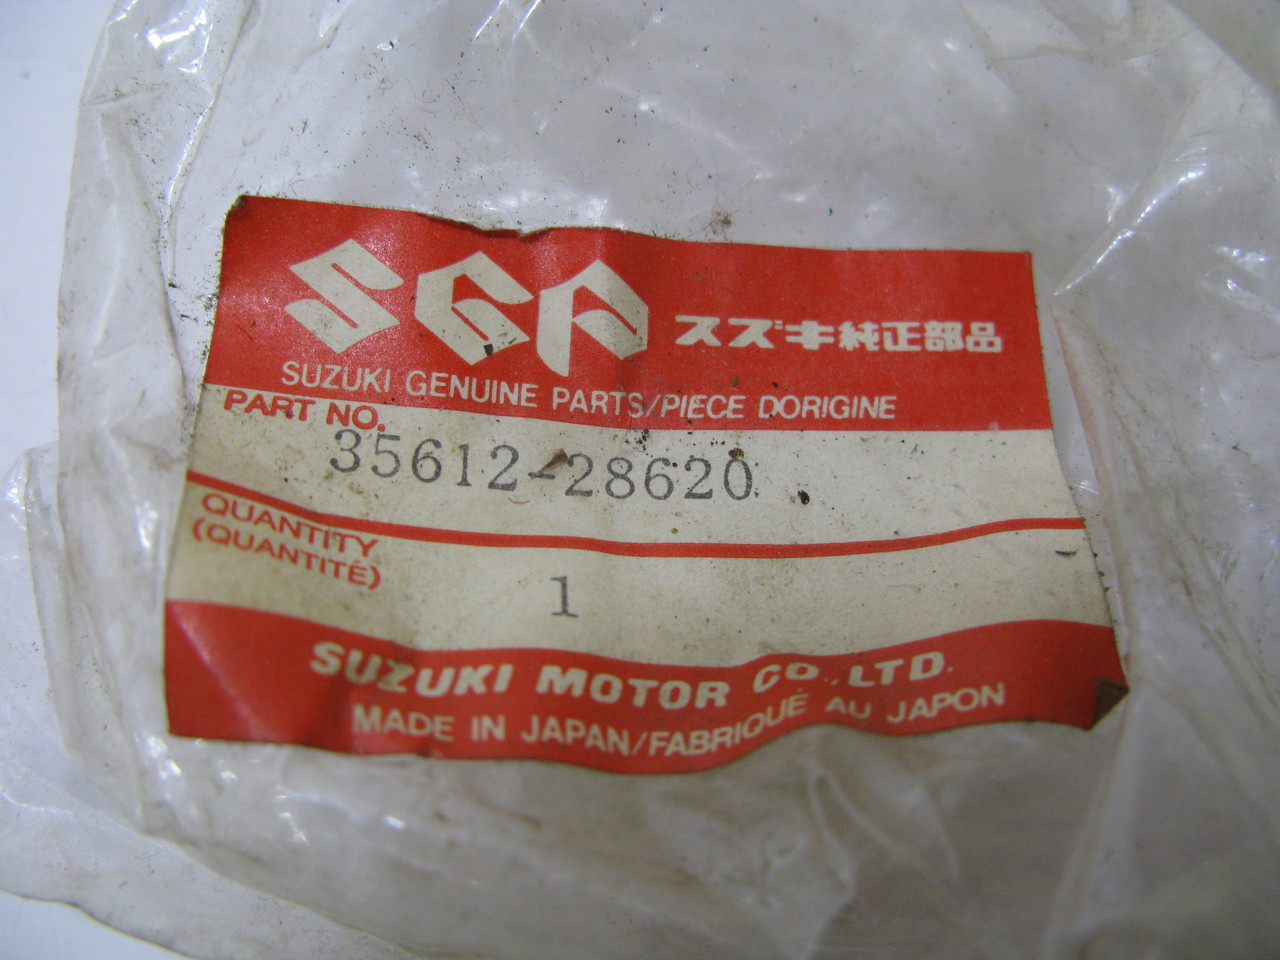 SGP スズキ純正部品
SUZUKI GENUINE PARTS/PIECE DORIGINE
PART NO.
35612-28620
QUANTITY
(QUANTITÉ)
1
SUZUKI MOTOR CO., LTD.
MADE IN JAPAN/FABRIQUÉ AU JAPON